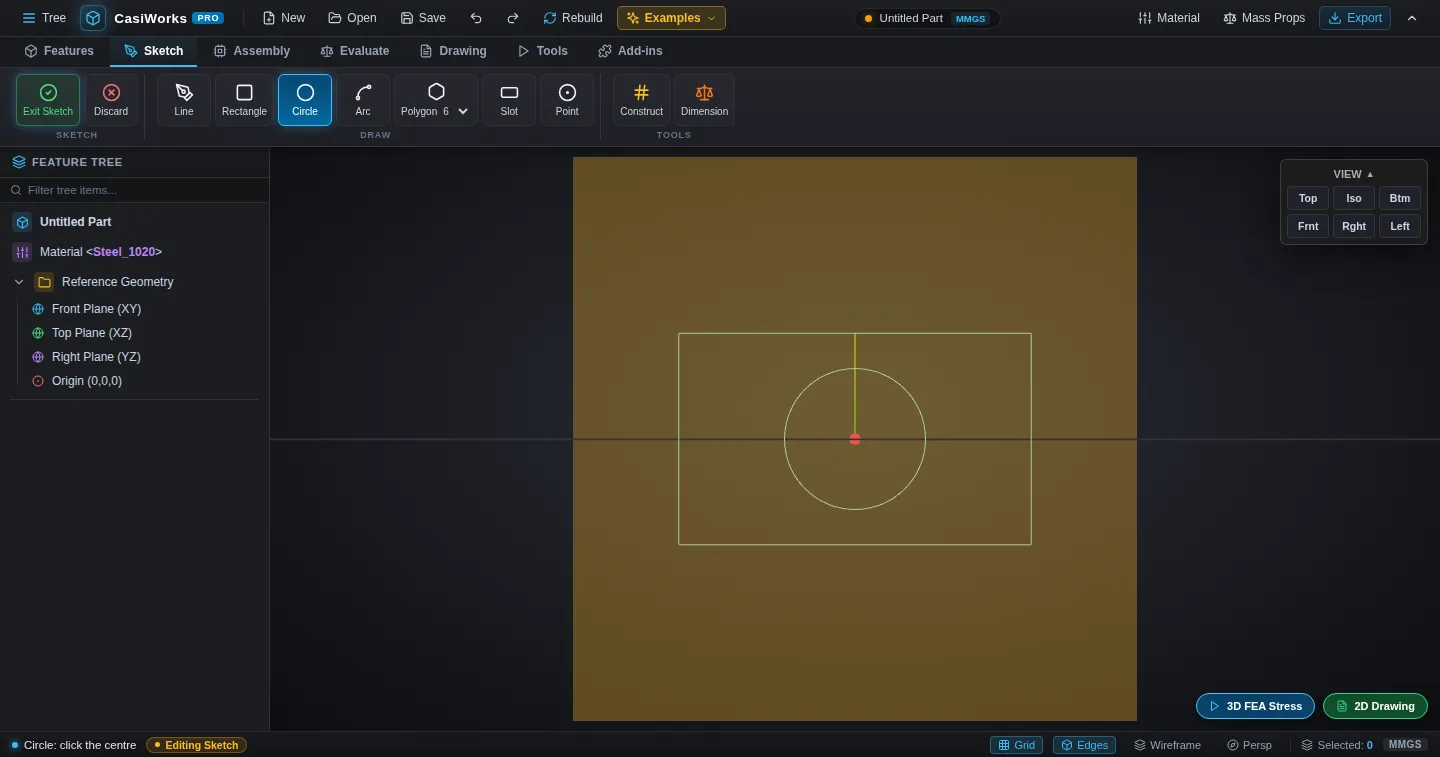 Tree CasiWorks PRO New Open Save Rebuild Examples Untitled Part MMGS Material Mass Props Export
Features Sketch Assembly Evaluate Drawing Tools Add-ins
Exit Sketch Discard Line Rectangle Circle Arc Polygon 6 Slot Point Construct Dimension
SKETCH DRAW TOOLS
FEATURE TREE
Filter tree items...
Untitled Part
Material <Steel_1020>
Reference Geometry
Front Plane (XY)
Top Plane (XZ)
Right Plane (YZ)
Origin (0,0,0)
VIEW ▲
Top Iso Btm
Frnt Rght Left
3D FEA Stress 2D Drawing
Circle: click the centre Editing Sketch Grid Edges Wireframe Persp Selected: 0 MMGS